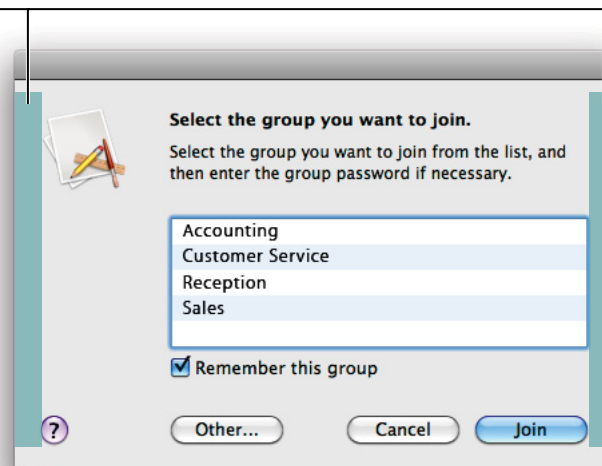 Select the group you want to join.
Select the group you want to join from the list, and
then enter the group password if necessary.
Accounting
Customer Service
Reception
Sales
Remember this group
?
Other...
Cancel
Join